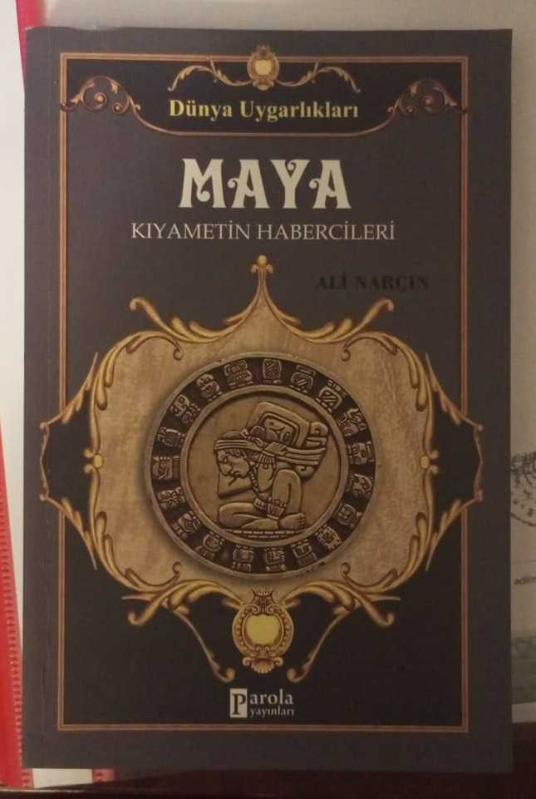 Dünya Uygarlıkları
MAYA
KIYAMETİN HABERCİLERİ
ALİ NARÇIN
Parola
yayınları